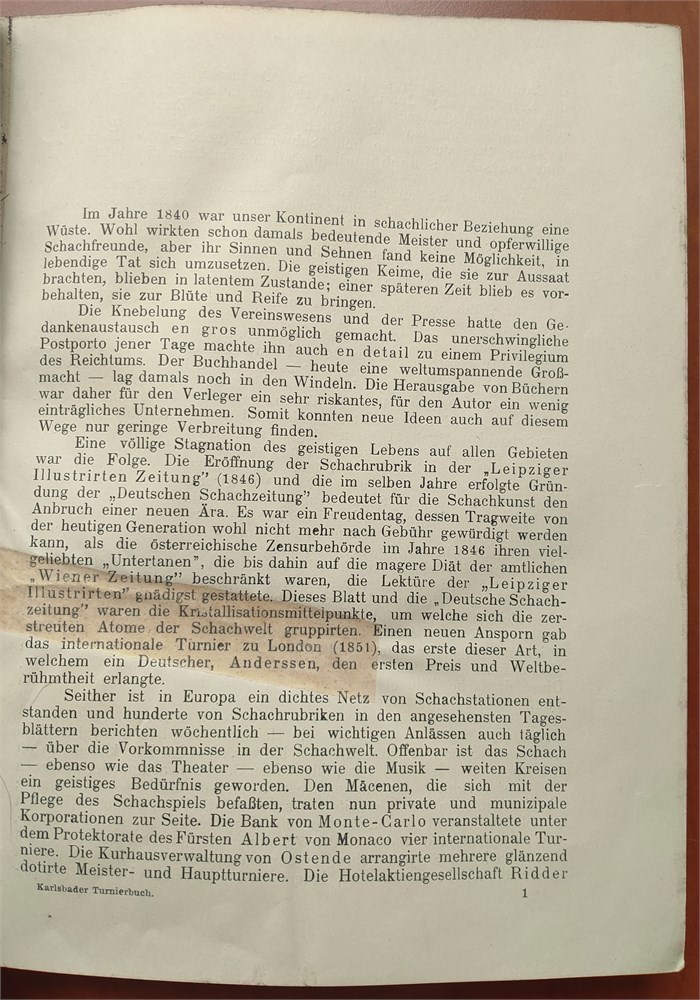 Im Jahre 1840 war unser Kontinent in schachlicher Beziehung eine
Wüste. Wohl wirkten schon damals bedeutende Meister und opferwillige
Schachfreunde, aber ihr Sinnen und Sehnen fand keine Möglichkeit, in
lebendige Tat sich umzusetzen. Die geistigen Keime, die sie zur Aussaat
brachten, blieben in latentem Zustande; einer späteren Zeit blieb es vor-
behalten, sie zur Blüte und Reife zu bringen.
Die Knebelung des Vereinswesens und der Presse hatte den Ge-
dankenaustausch en gros unmöglich gemacht. Das unerschwingliche
Postporto jener Tage machte ihn auch en detail zu einem Privilegium
des Reichtums. Der Buchhandel — heute eine weltumspannende Groß-
macht — lag damals noch in den Windeln. Die Herausgabe von Büchern
war daher für den Verleger ein sehr riskantes, für den Autor ein wenig
einträgliches Unternehmen. Somit konnten neue Ideen auch auf diesem
Wege nur geringe Verbreitung finden.
Eine völlige Stagnation des geistigen Lebens auf allen Gebieten
war die Folge. Die Eröffnung der Schachrubrik in der „Leipziger
Illustrirten Zeitung” (1846) und die im selben Jahre erfolgte Grün-
dung der „Deutschen Schachzeitung” bedeutet für die Schachkunst den
Anbruch einer neuen Ära. Es war ein Freudentag, dessen Tragweite von
der heutigen Generation wohl nicht mehr nach Gebühr gewürdigt werden
kann, als die österreichische Zensurbehörde im Jahre 1846 ihren viel-
geliebten „Untertanen”, die bis dahin auf die magere Diät der amtlichen
„Wiener Zeitung” beschränkt waren, die Lektüre der „Leipziger
Illustrirten” gnädigst gestattete. Dieses Blatt und die „Deutsche Schach-
zeitung” waren die Kristallisationsmittelpunkte, um welche sich die zer-
streuten Atome der Schachwelt gruppirten. Einen neuen Ansporn gab
das internationale Turnier zu London (1851), das erste dieser Art, in
welchem ein Deutscher, Anderssen, den ersten Preis und Weltbe-
rühmtheit erlangte.
Seither ist in Europa ein dichtes Netz von Schachstationen ent-
standen und hunderte von Schachrubriken in den angesehensten Tages-
blättern berichten wöchentlich — bei wichtigen Anlässen auch täglich
— über die Vorkommnisse in der Schachwelt. Offenbar ist das Schach
— ebenso wie das Theater — ebenso wie die Musik — weiten Kreisen
ein geistiges Bedürfnis geworden. Den Mäcenen, die sich mit der
Pflege des Schachspiels befaßten, traten nun private und munizipale
Korporationen zur Seite. Die Bank von Monte-Carlo veranstaltete unter
dem Protektorate des Fürsten Albert von Monaco vier internationale Tur-
niere. Die Kurhausverwaltung von Ostende arrangirte mehrere glänzend
dotirte Meister- und Hauptturniere. Die Hotelaktiengesellschaft Ridder
Karlsbader Turnierbuch.
1